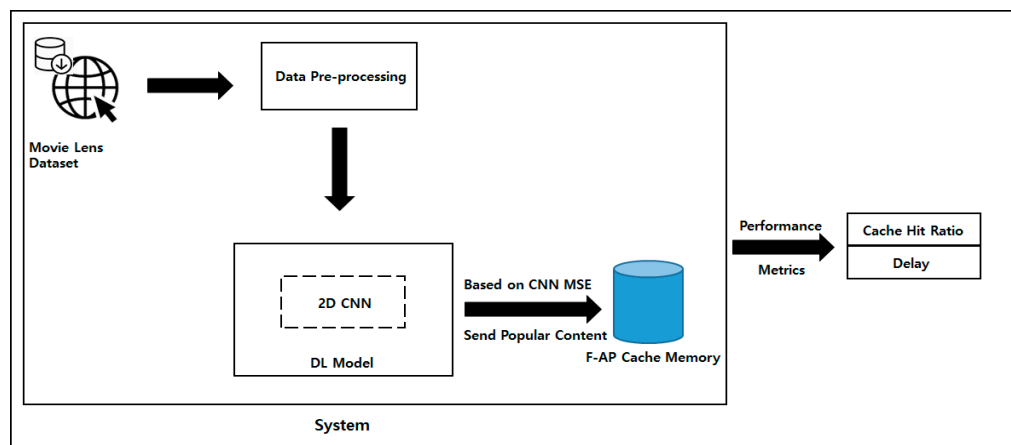 Data Pre-processing
Movie Lens
Dataset
Performance
Metrics
Cache Hit Ratio
Delay
2D CNN
DL Model
Based on CNN MSE
Send Popular Content
F-AP Cache Memory
System